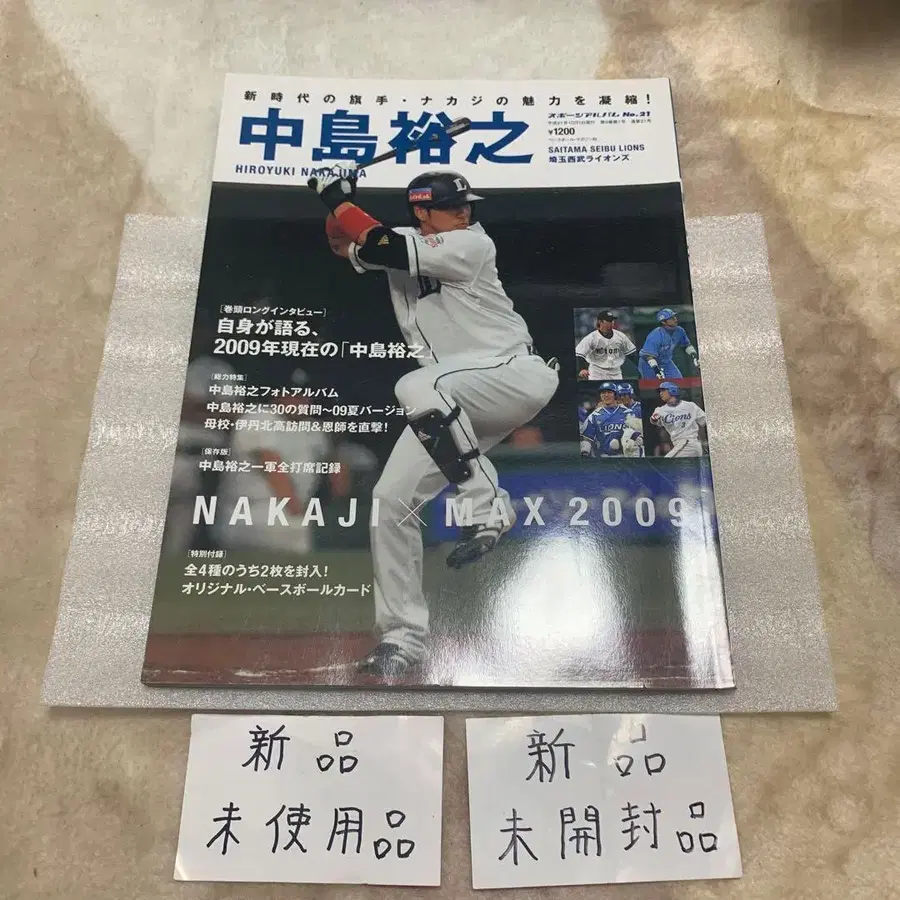 新時代の旗手・ナカジの魅力を凝縮!
中島裕之
HIROYUKI NAKAJIMA
スポーツアルバム No.21
¥1200
SAITAMA SEIBU LIONS
埼玉西武ライオンズ
[巻頭ロングインタビュー]
自身が語る、
2009年現在の「中島裕之」
[総力特集]
中島裕之フォトアルバム
中島裕之に30の質問〜09夏バージョン
母校・伊丹北高訪問&恩師を直撃!
[保存版]
中島裕之一軍全打席記録
NAKAJI×MAX 2009
[特別付録]
全4種のうち2枚を封入!
オリジナル・ベースボールカード
新品
未使用品
新品
未開封品